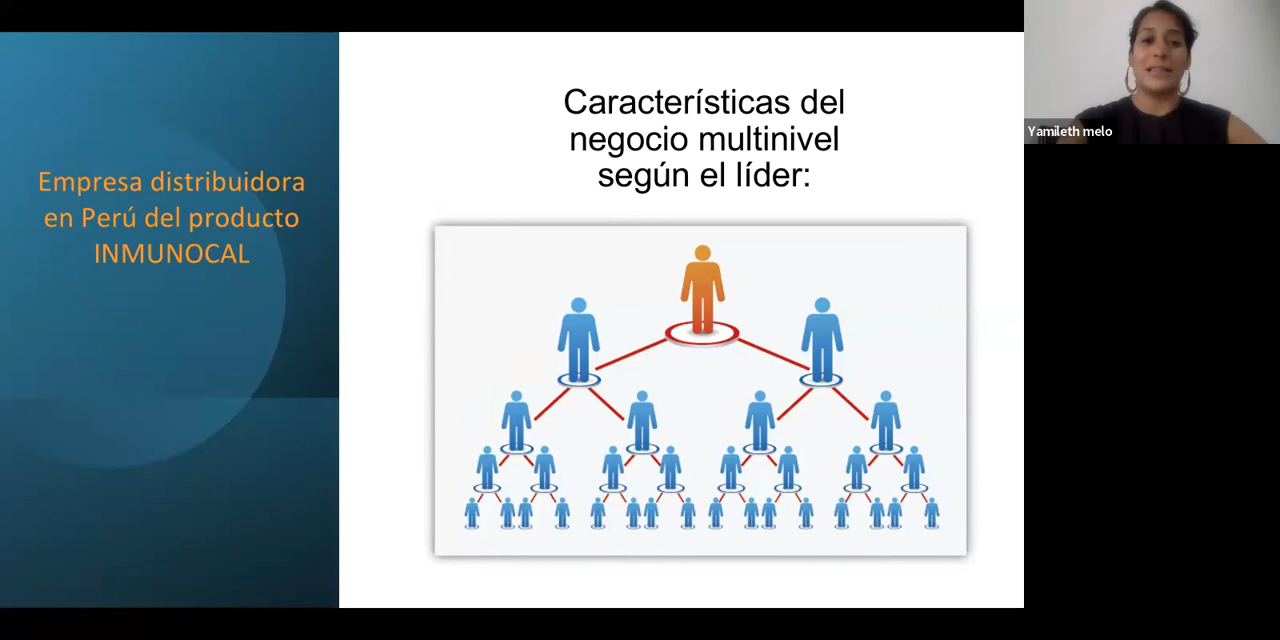 Empresa distribuidora
en Perú del producto
INMUNOCAL
Características del
negocio multinivel
según el líder:
Yamileth melo